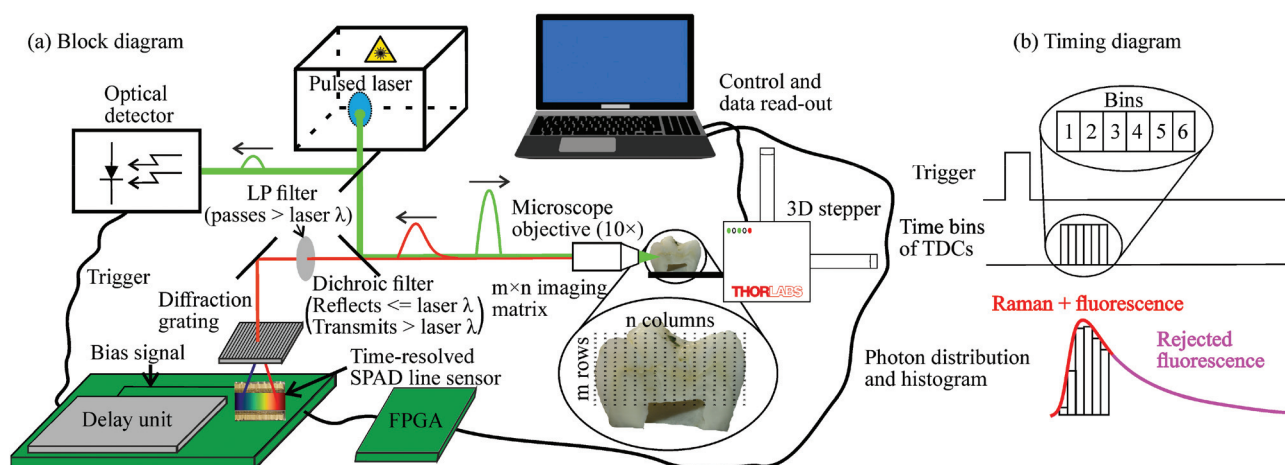 (a) Block diagram
Optical
detector
Pulsed laser
LP filter
(passes > laser λ)
Trigger
Diffraction
grating
Dichroic filter
(Reflects <= laser λ
Transmits > laser λ)
Bias signal
Time-resolved
SPAD line sensor
Delay unit
FPGA
Microscope
objective (10×)
m×n imaging
matrix
n columns
m rows
Control and
data read-out
3D stepper
THORLABS
(b) Timing diagram
Bins
1 2 3 4 5 6
Trigger
Time bins
of TDCs
Raman + fluorescence
Rejected
fluorescence
Photon distribution
and histogram